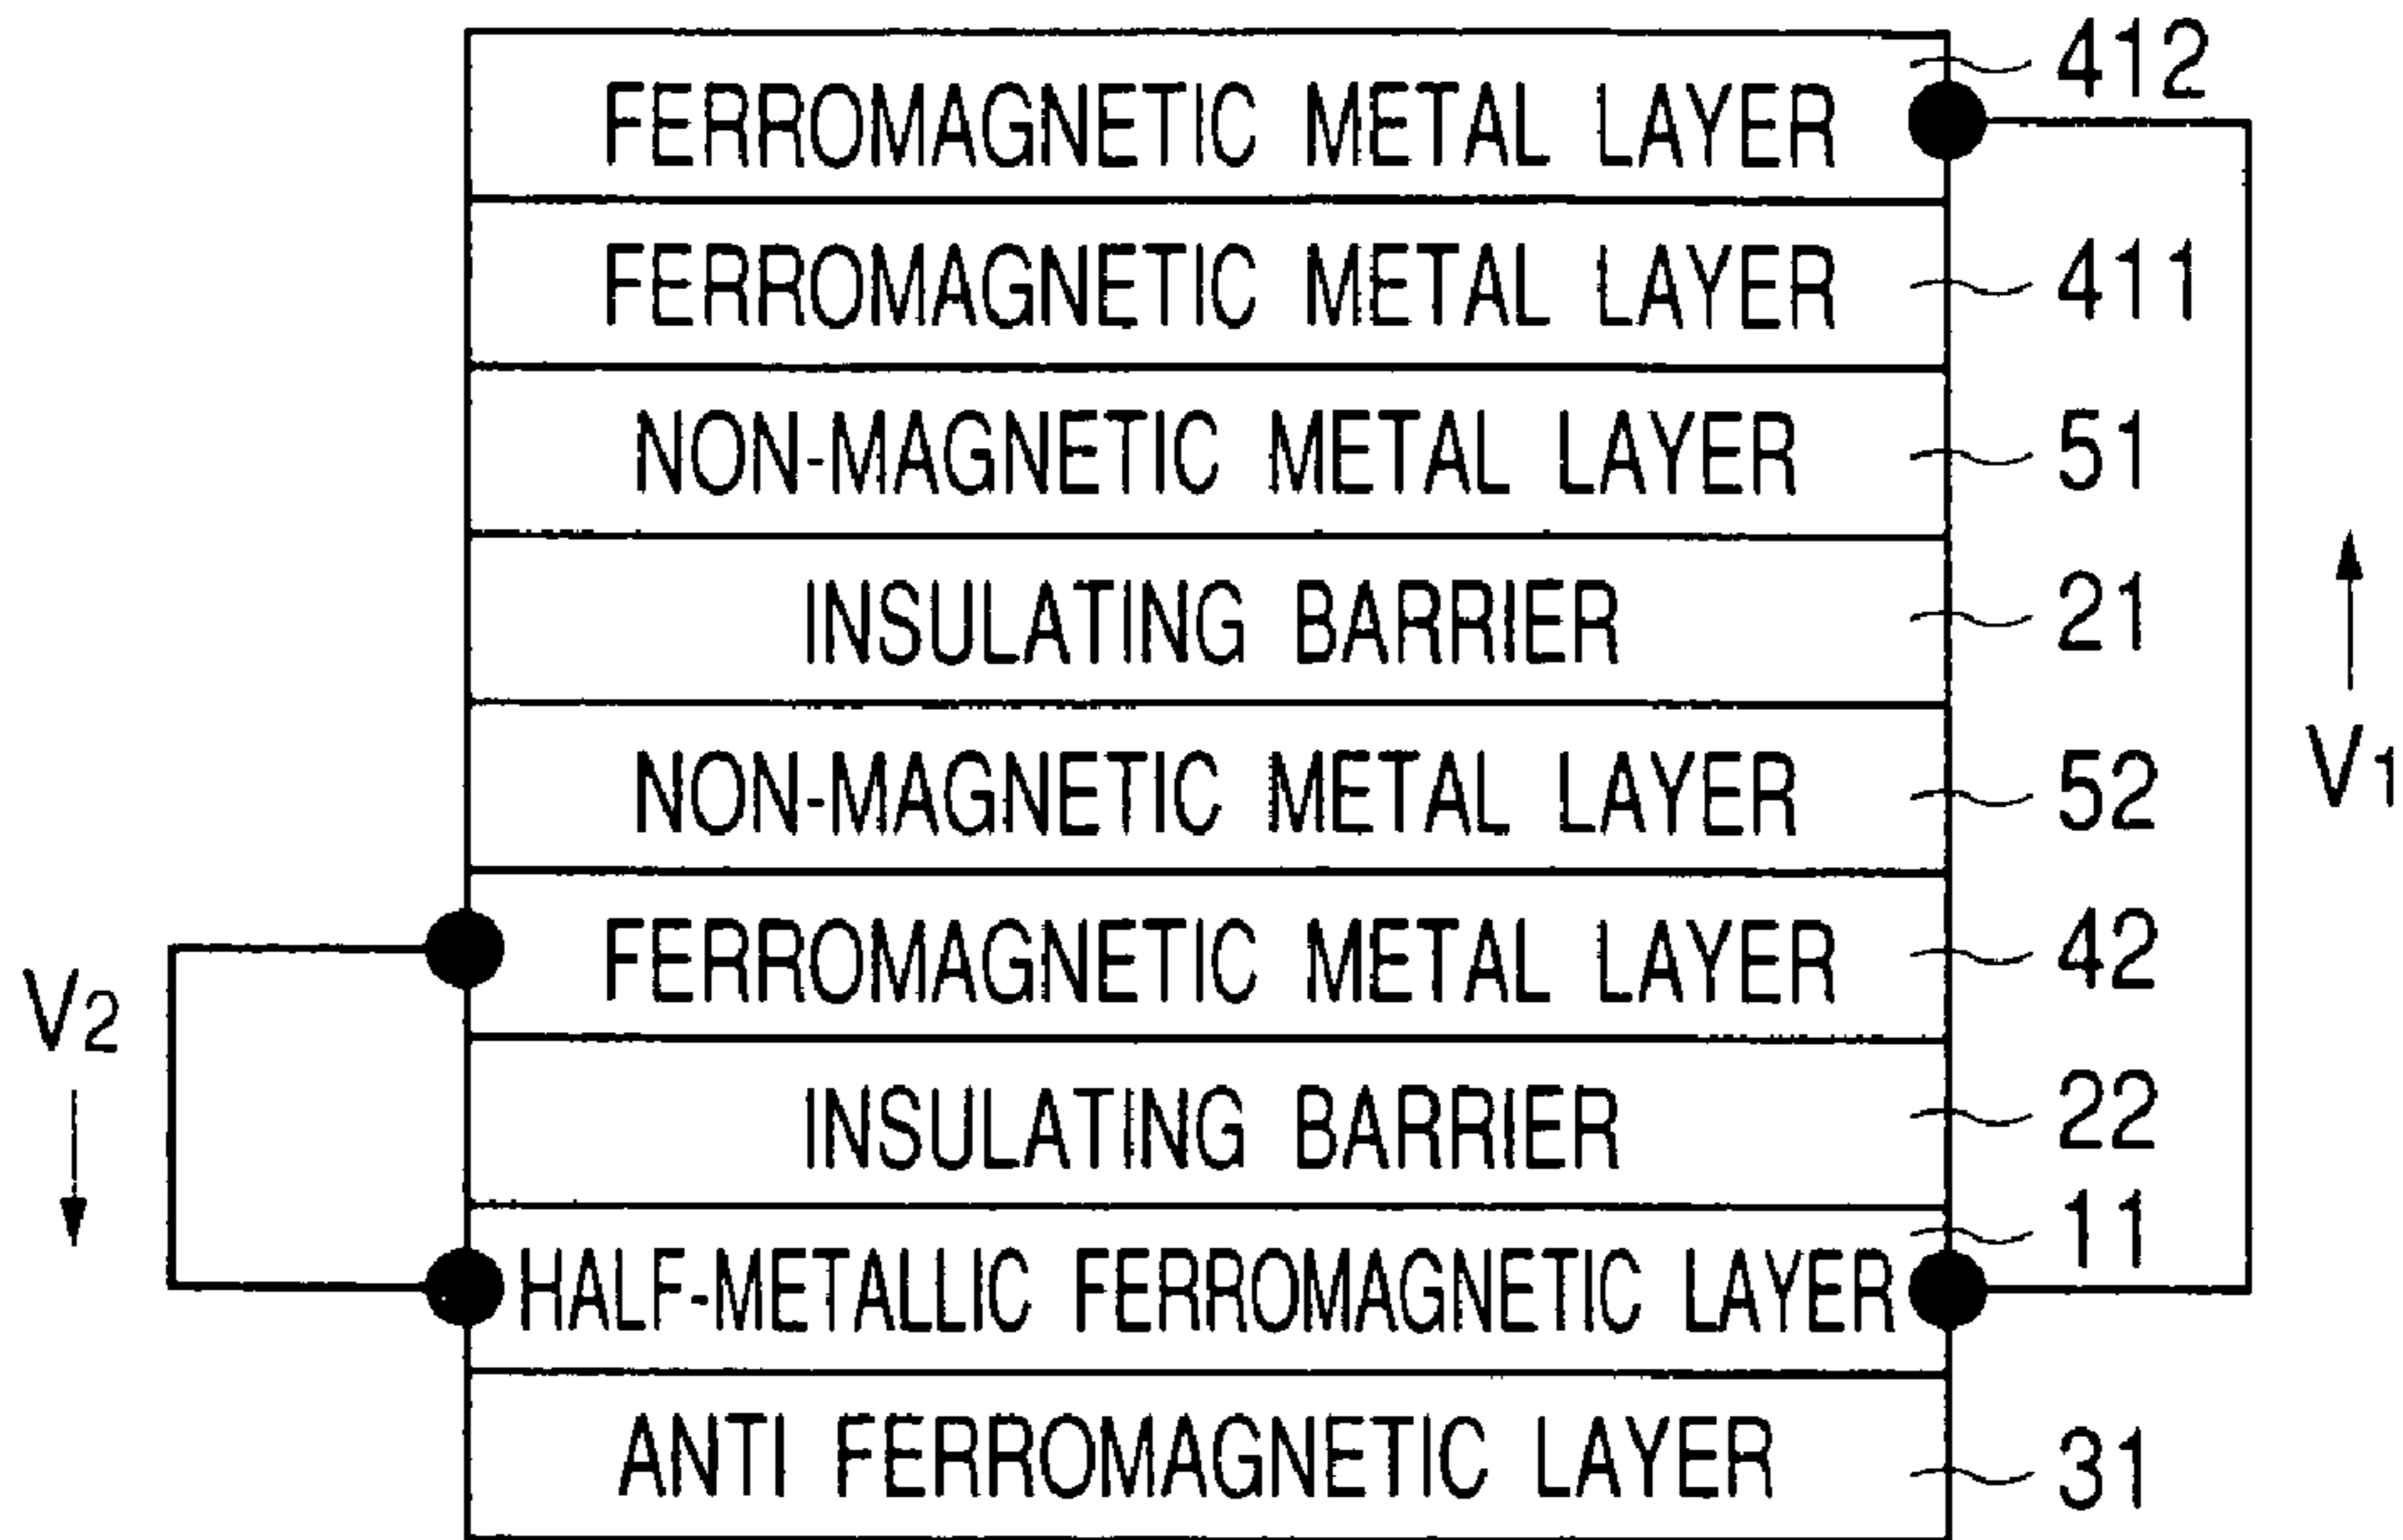 FERROMAGNETIC METAL LAYER 412
FERROMAGNETIC METAL LAYER 411
NON-MAGNETIC METAL LAYER 51
INSULATING BARRIER 21
NON-MAGNETIC METAL LAYER 52
V1
FERROMAGNETIC METAL LAYER 42
V2
INSULATING BARRIER 22
HALF-METALLIC FERROMAGNETIC LAYER 11
ANTI FERROMAGNETIC LAYER 31